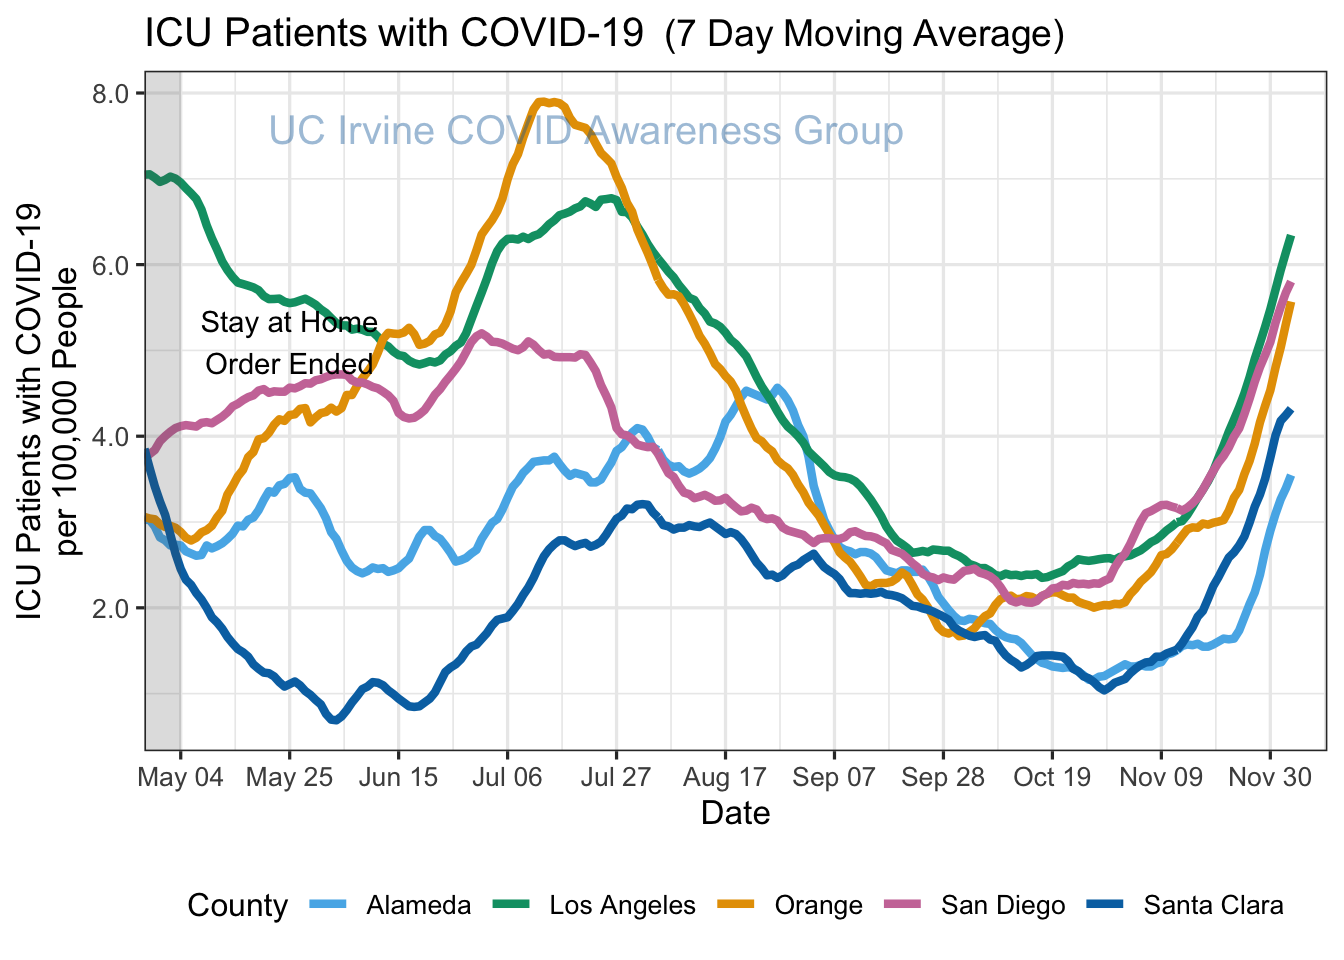 ICU Patients with COVID-19 (7 Day Moving Average)
UC Irvine COVID Awareness Group
ICU Patients with COVID-19
per 100,000 People
8.0
6.0
4.0
2.0
Stay at Home
Order Ended
May 04 May 25 Jun 15 Jul 06 Jul 27 Aug 17 Sep 07 Sep 28 Oct 19 Nov 09 Nov 30
Date
County Alameda Los Angeles Orange San Diego Santa Clara